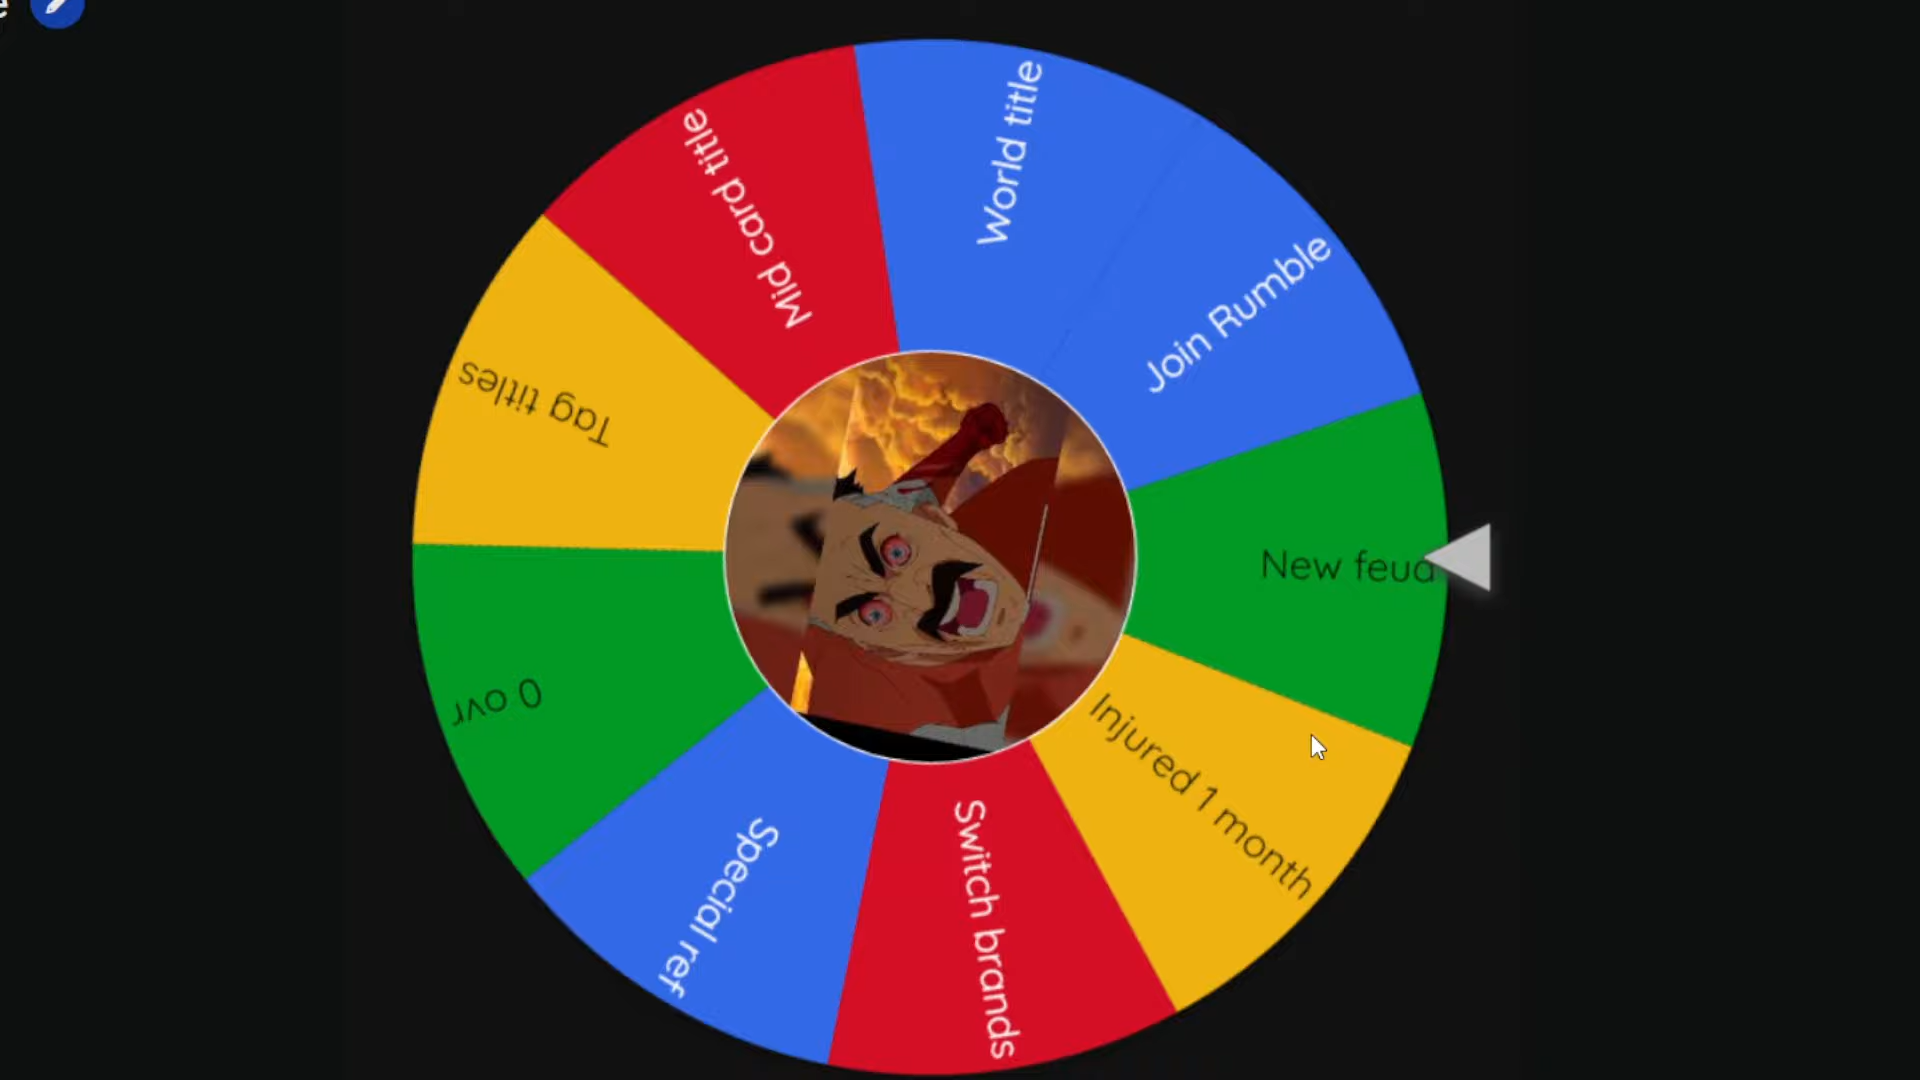 World title
Join Rumble
New feud
Injured 1 month
Switch brands
Special ref
0 ovr
Tag titles
Mid card title